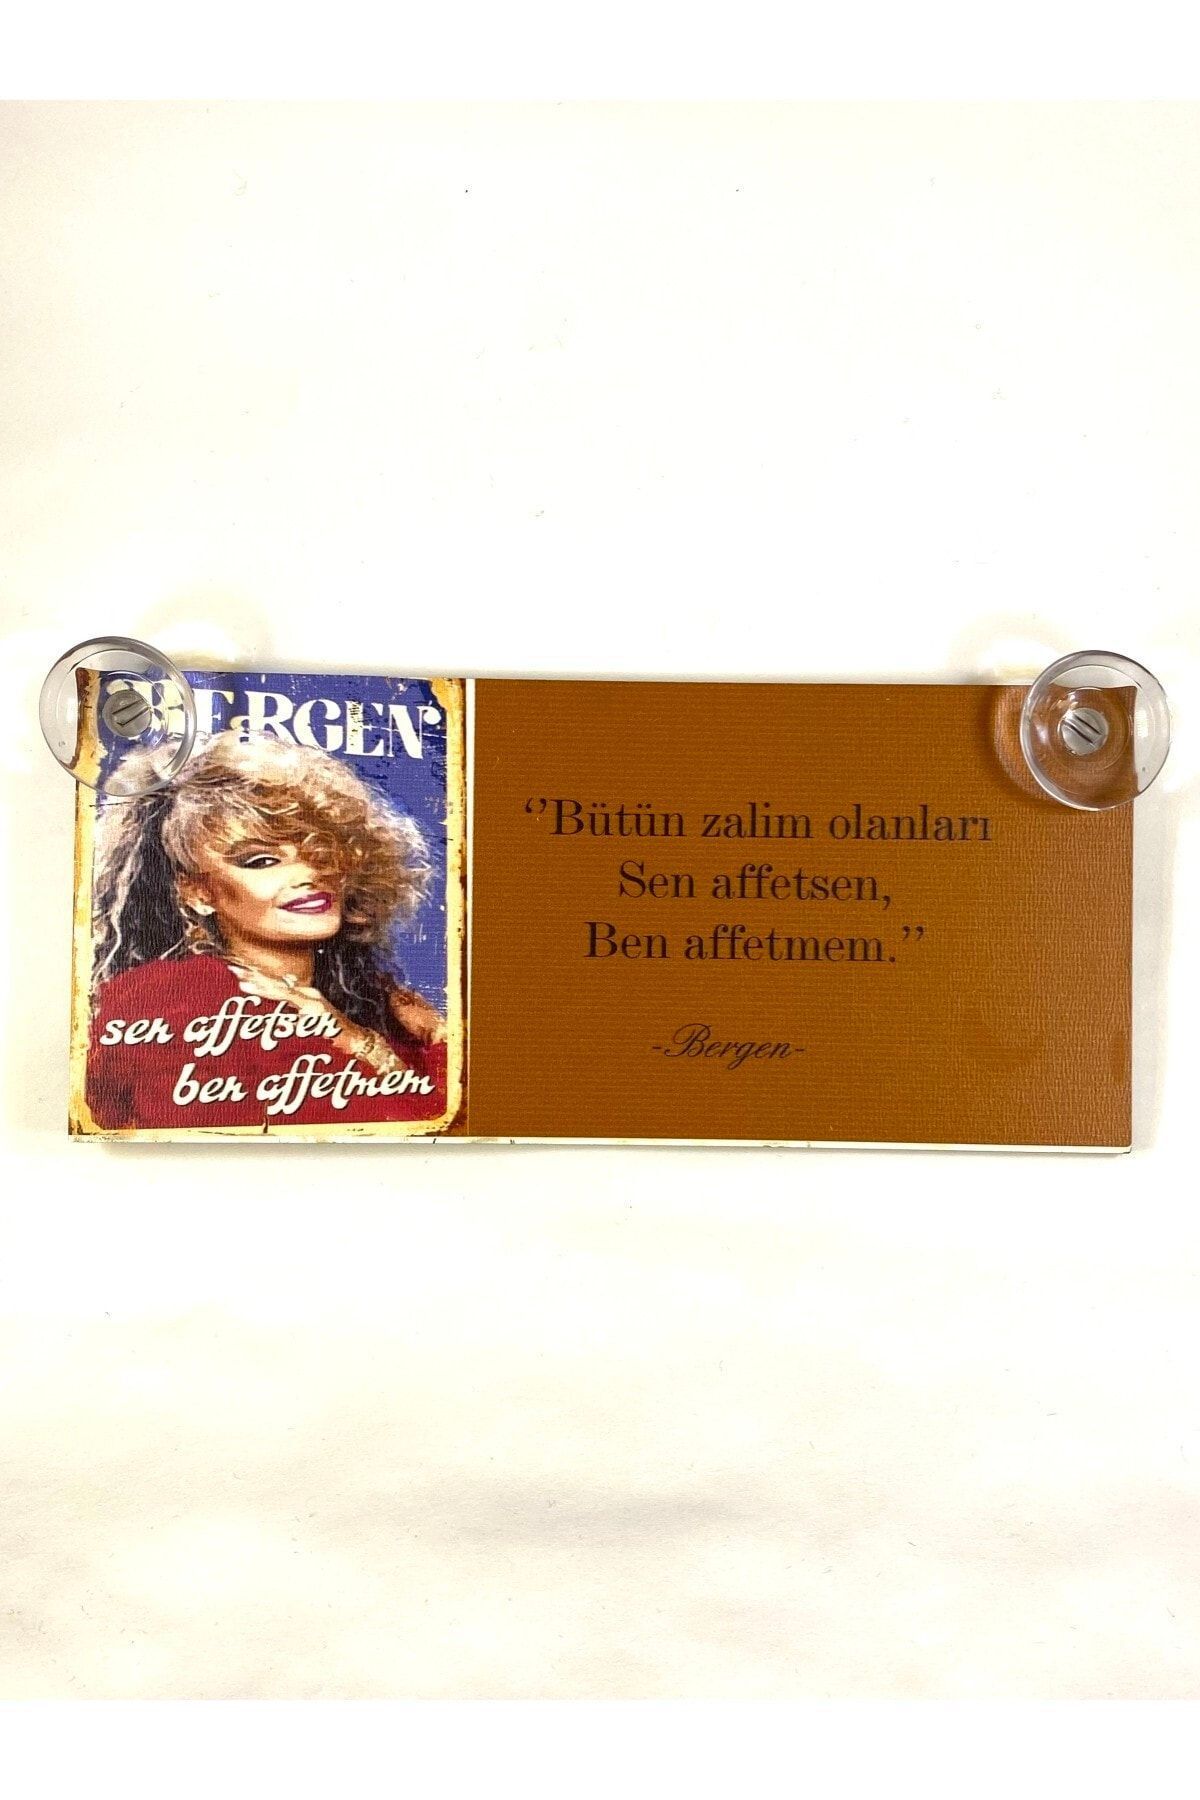 BERGEN
sen affetsen
ben affetmem
‘’Bütün zalim olanları
Sen affetsen,
Ben affetmem.’’
-Bergen-